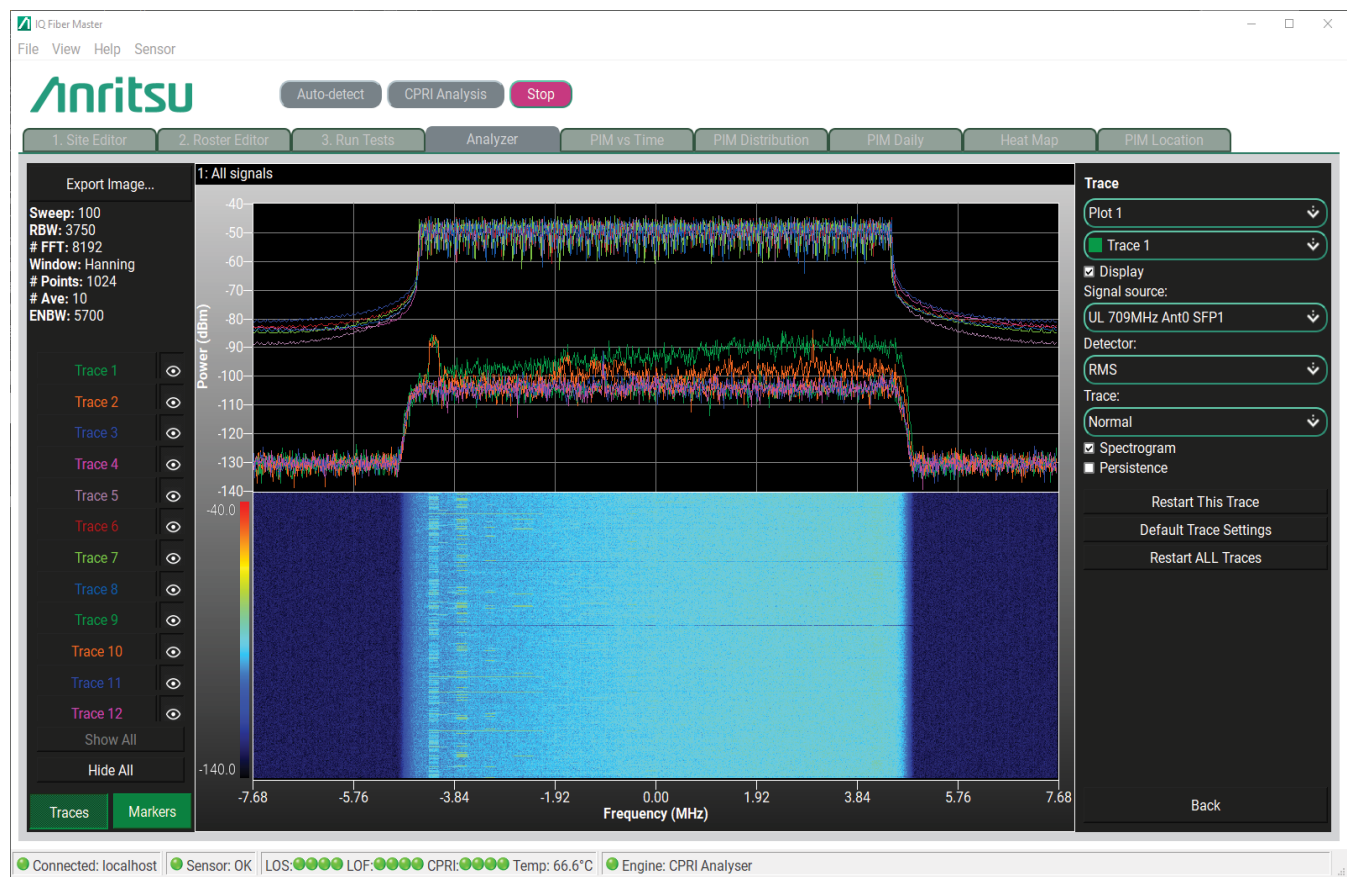 IQ Fiber Master
File View Help Sensor
Anritsu
Auto-detect CPRI Analysis Stop
1. Site Editor 2. Roster Editor 3. Run Tests Analyzer PIM vs Time PIM Distribution PIM Daily Heat Map PIM Location
Export Image...
Sweep: 100
RBW: 3750
# FFT: 8192
Window: Hanning
# Points: 1024
# Ave: 10
ENBW: 5700
Trace 1
Trace 2
Trace 3
Trace 4
Trace 5
Trace 6
Trace 7
Trace 8
Trace 9
Trace 10
Trace 11
Trace 12
Show All
Hide All
Traces Markers
1: All signals
Power (dBm)
-40
-50
-60
-70
-80
-90
-100
-110
-120
-130
-140
-40.0
-140.0
-7.68 -5.76 -3.84 -1.92 0.00 1.92 3.84 5.76 7.68
Frequency (MHz)
Trace
Plot 1
Trace 1
Display
Signal source:
UL 709MHz Ant0 SFP1
Detector:
RMS
Trace:
Normal
Spectrogram
Persistence
Restart This Trace
Default Trace Settings
Restart ALL Traces
Back
Connected: localhost Sensor: OK LOS: LOF: CPRI: Temp: 66.6°C Engine: CPRI Analyser